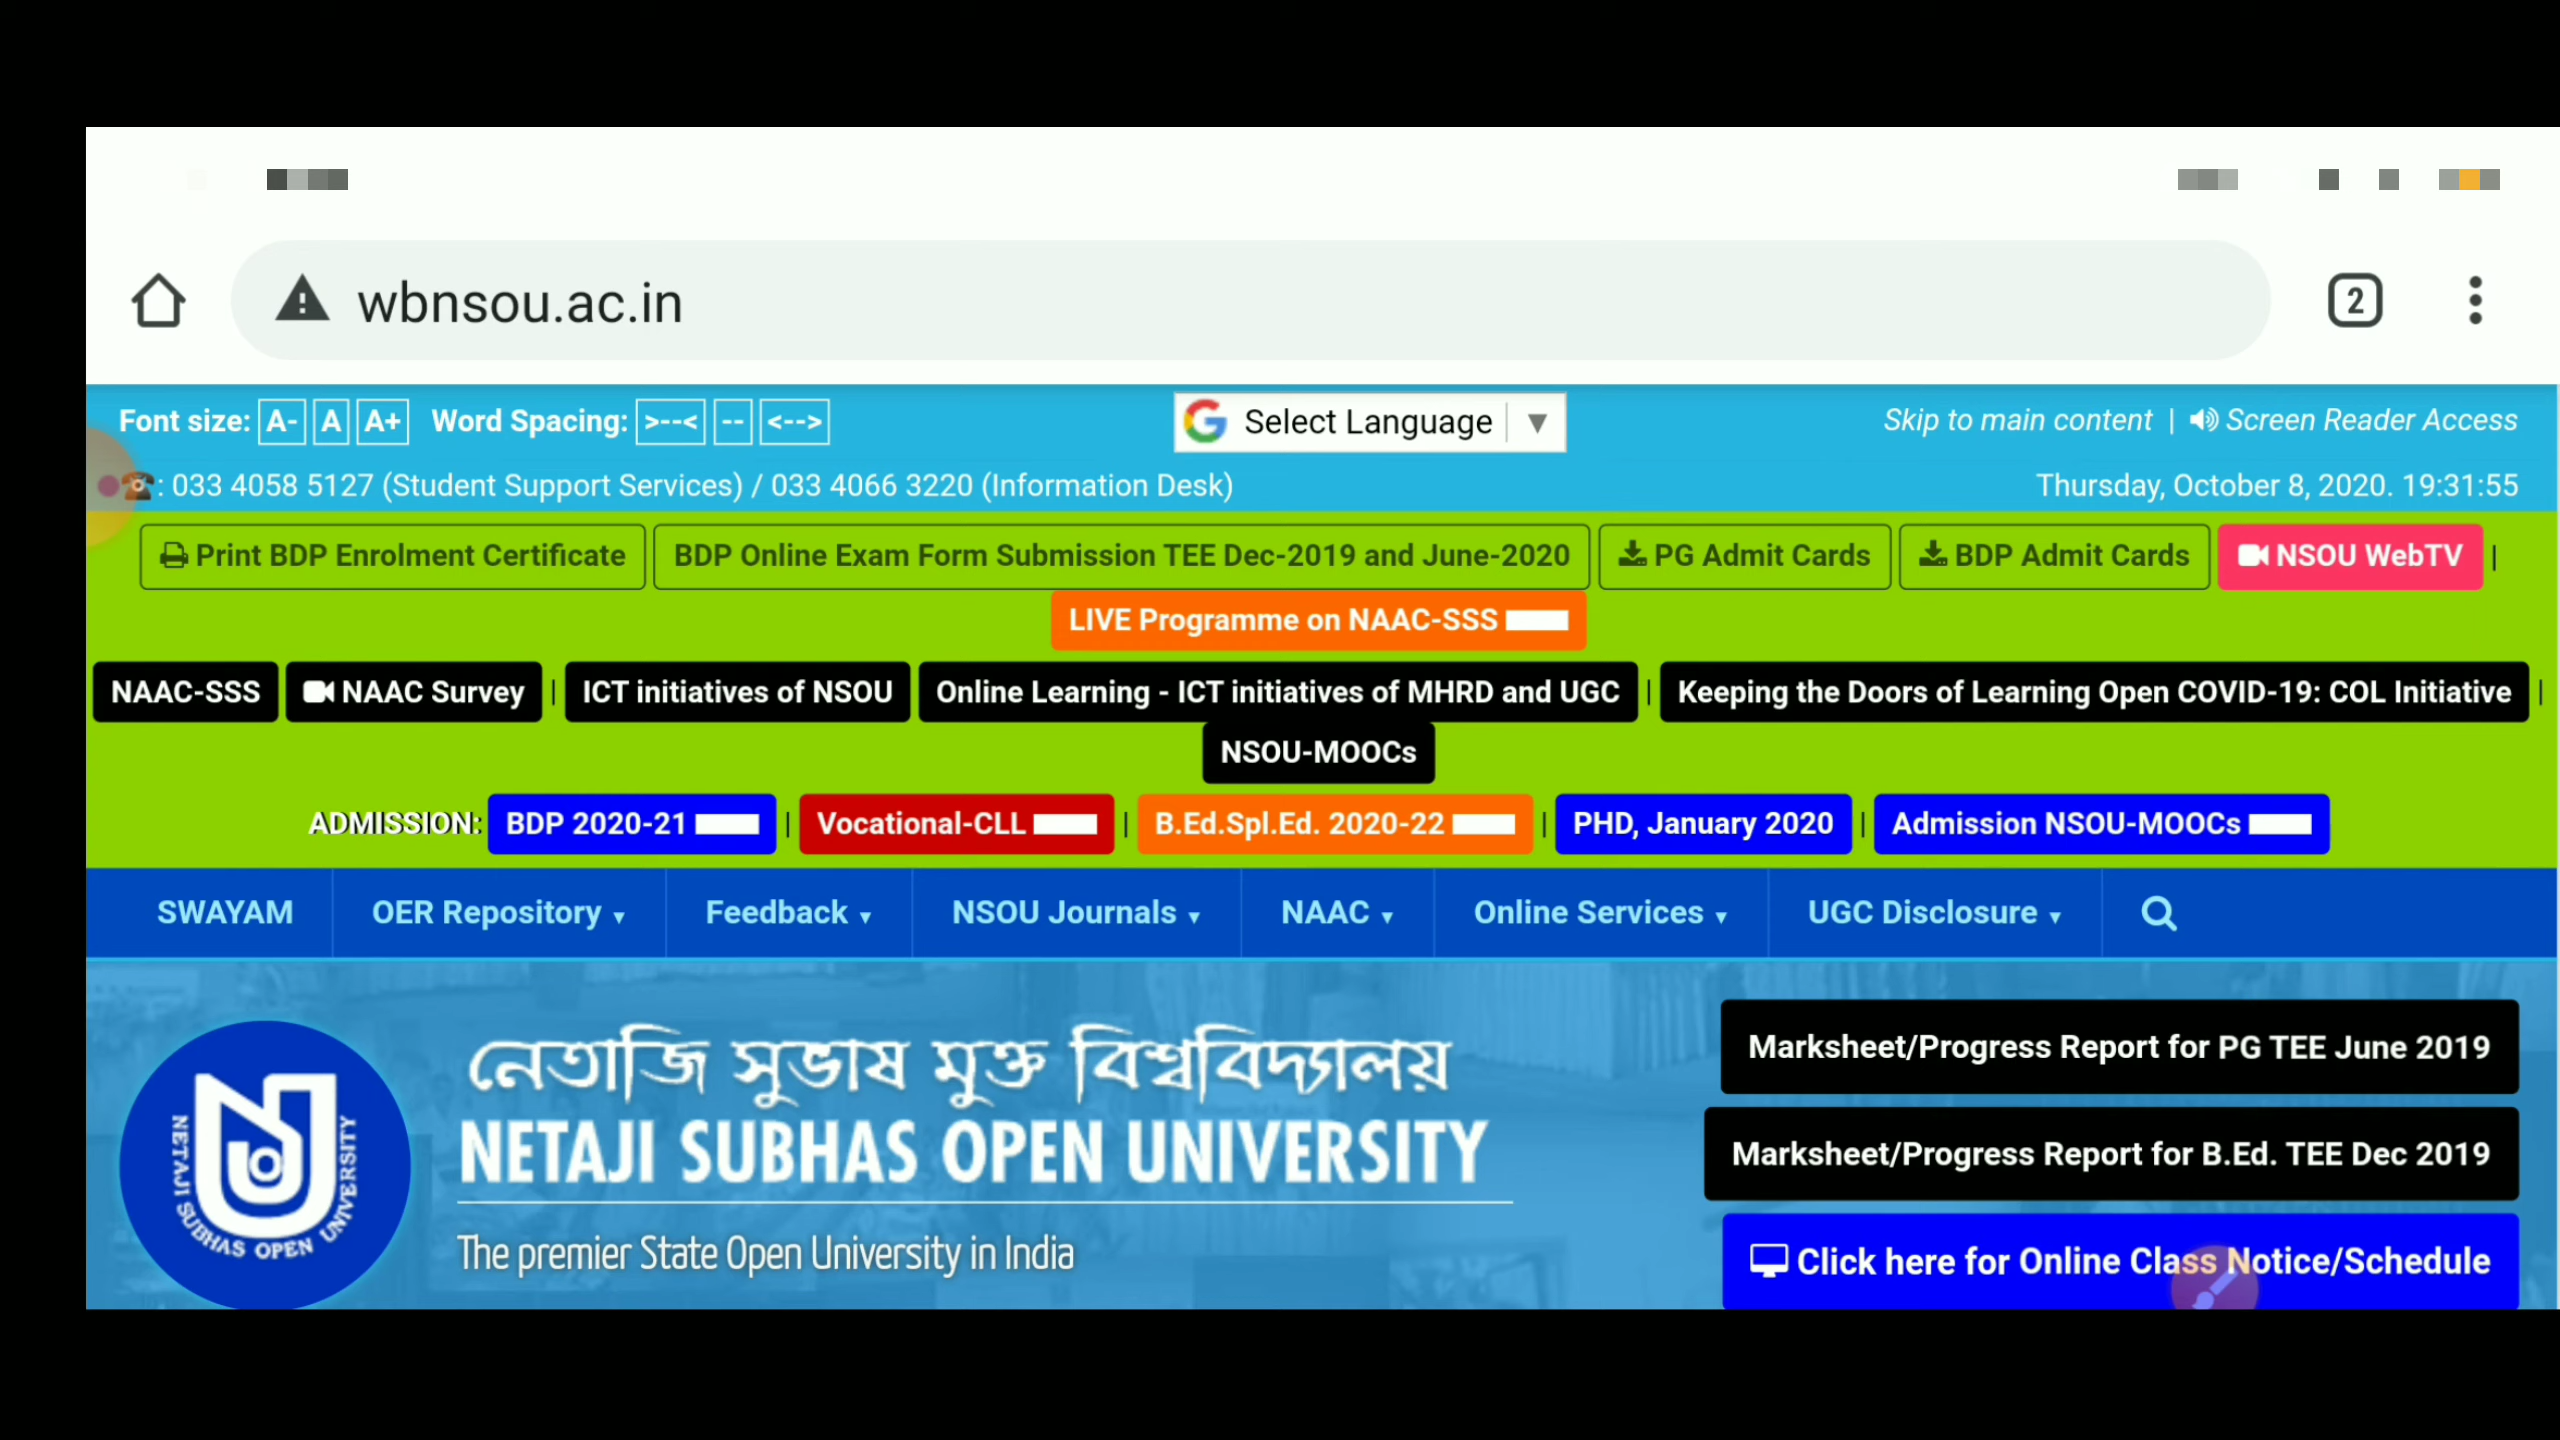 wbnsou.ac.in
2
Font size: A- A A+ Word Spacing: >--< -- <-->
Select Language ▼
Skip to main content | Screen Reader Access
: 033 4058 5127 (Student Support Services) / 033 4066 3220 (Information Desk)
Thursday, October 8, 2020. 19:31:55
Print BDP Enrolment Certificate BDP Online Exam Form Submission TEE Dec-2019 and June-2020 PG Admit Cards BDP Admit Cards NSOU WebTV |
LIVE Programme on NAAC-SSS
NAAC-SSS NAAC Survey | ICT initiatives of NSOU Online Learning - ICT initiatives of MHRD and UGC | Keeping the Doors of Learning Open COVID-19: COL Initiative |
NSOU-MOOCs
ADMISSION: BDP 2020-21 | Vocational-CLL | B.Ed.Spl.Ed. 2020-22 | PHD, January 2020 | Admission NSOU-MOOCs
SWAYAM OER Repository ▾ Feedback ▾ NSOU Journals ▾ NAAC ▾ Online Services ▾ UGC Disclosure ▾
NETAJI SUBHAS OPEN UNIVERSITY
নেতাজি সুভাষ মুক্ত বিশ্ববিদ্যালয়
NETAJI SUBHAS OPEN UNIVERSITY
The premier State Open University in India
Marksheet/Progress Report for PG TEE June 2019
Marksheet/Progress Report for B.Ed. TEE Dec 2019
Click here for Online Class Notice/Schedule